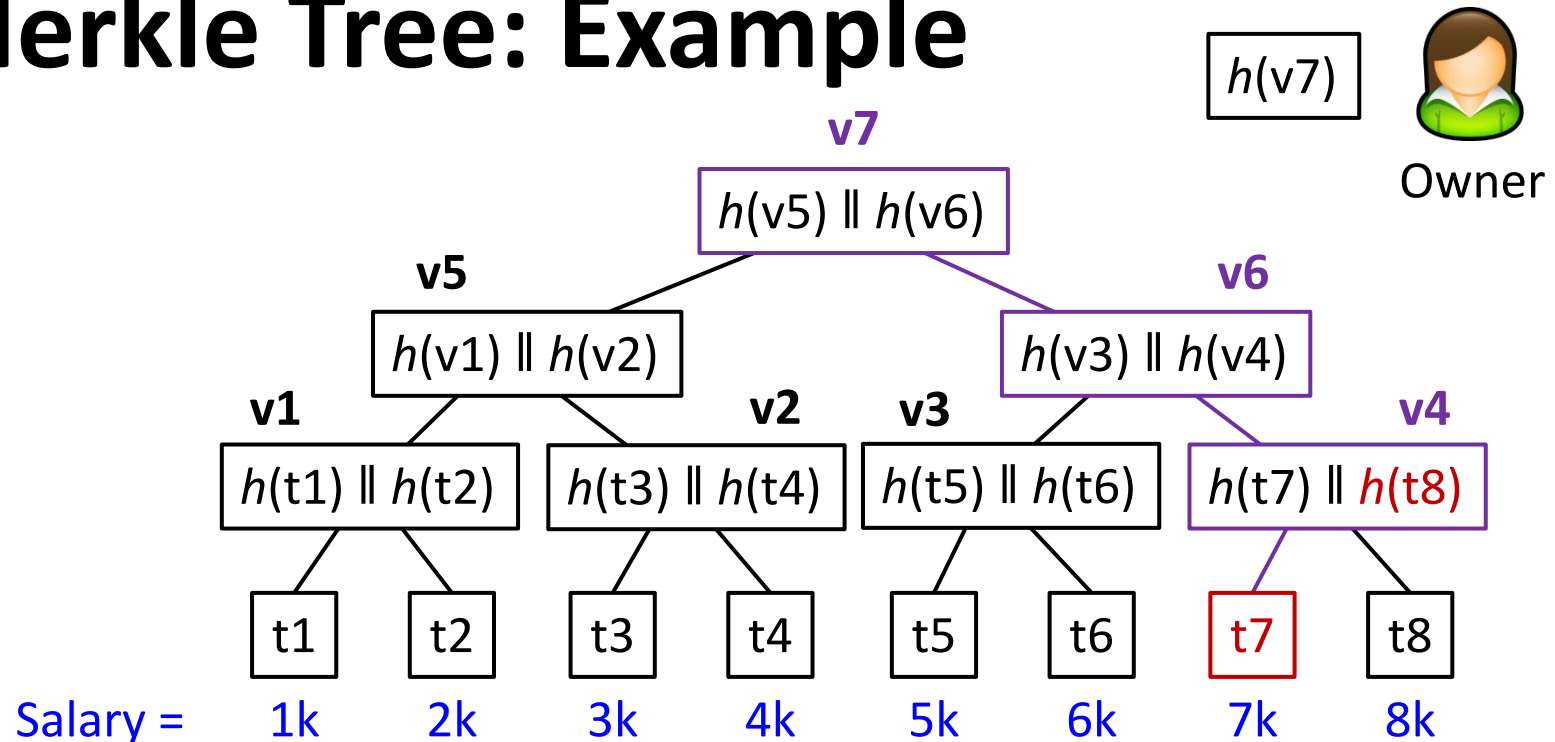 erkle Tree: Example
h(v7)
Owner
v7
h(v5) || h(v6)
v5 v6
h(v1) || h(v2) h(v3) || h(v4)
v1 v2 v3 v4
h(t1) || h(t2) h(t3) || h(t4) h(t5) || h(t6) h(t7) || h(t8)
t1 t2 t3 t4 t5 t6 t7 t8
Salary = 1k 2k 3k 4k 5k 6k 7k 8k